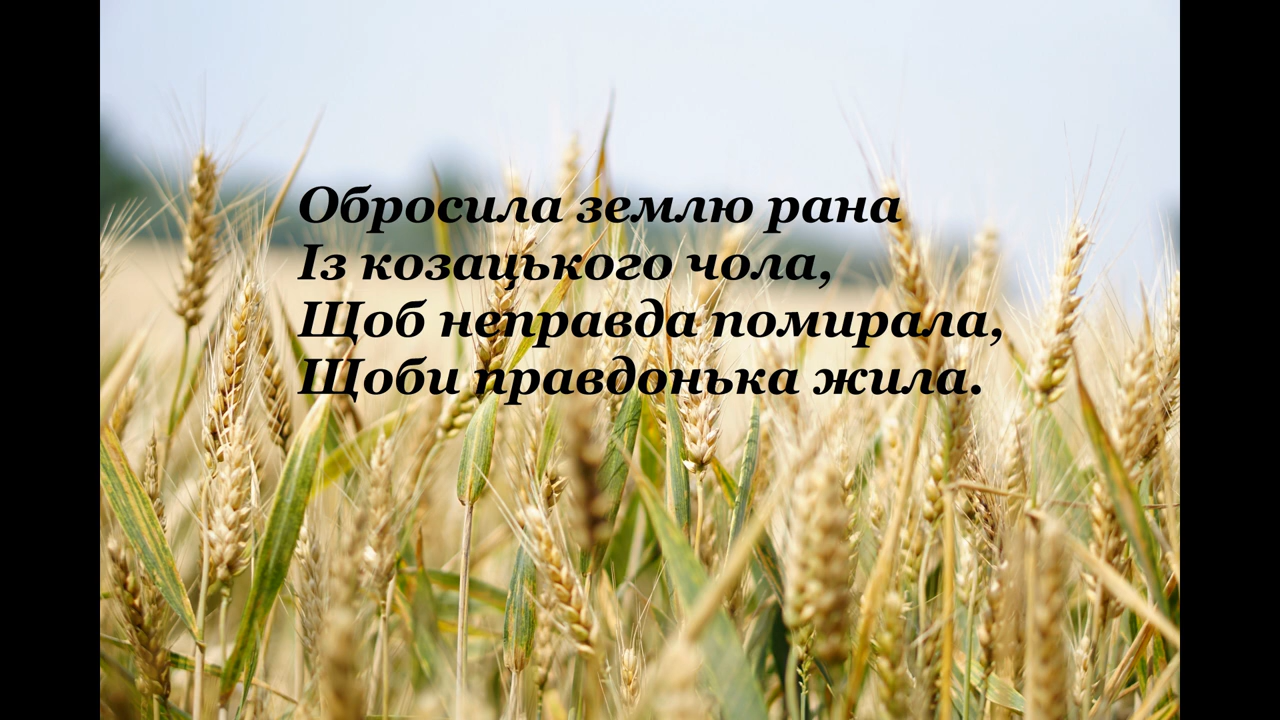 Обросила землю рана
Із козацького чола,
Щоб неправда помирала,
Щоби правдонька жила.